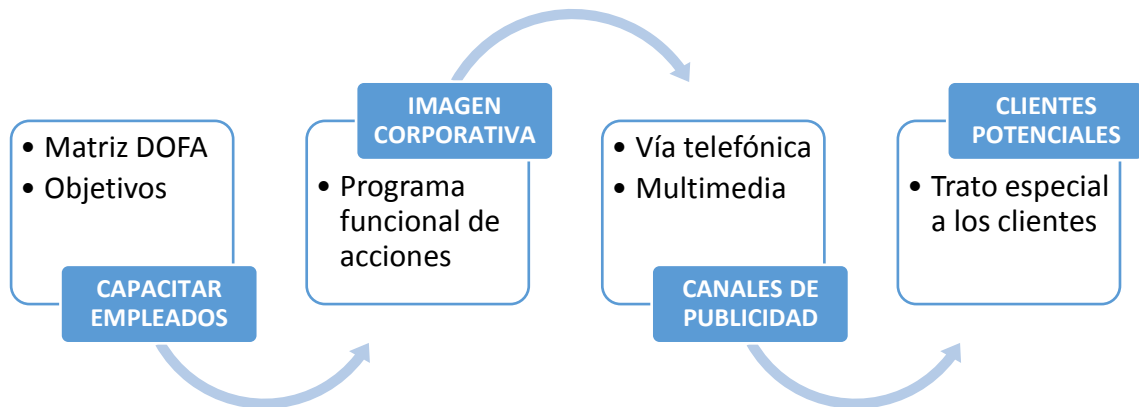 • Matriz DOFA
• Objetivos
CAPACITAR
EMPLEADOS
IMAGEN
CORPORATIVA
• Programa
funcional de
acciones
• Vía telefónica
• Multimedia
CANALES DE
PUBLICIDAD
CLIENTES
POTENCIALES
• Trato especial
a los clientes